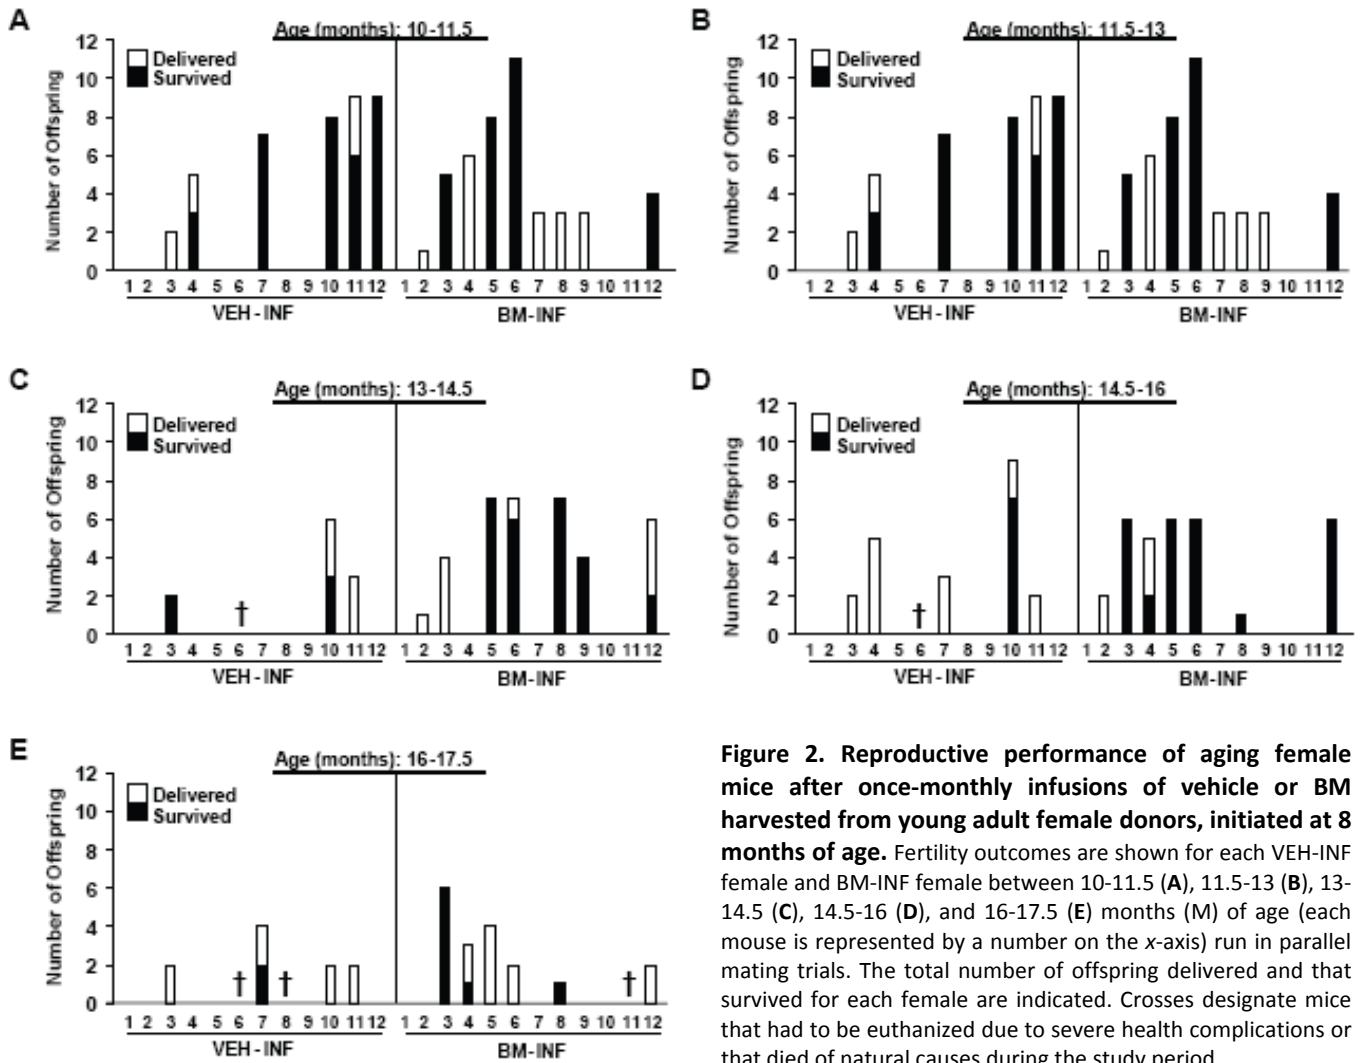 A
Age (months): 10-11.5
Delivered
Survived
Number of Offspring
12
10
8
6
4
2
0
1 2 3 4 5 6 7 8 9 10 11 12 1 2 3 4 5 6 7 8 9 10 11 12
VEH-INF BM-INF
B
Age (months): 11.5-13
Delivered
Survived
Number of Offspring
12
10
8
6
4
2
0
1 2 3 4 5 6 7 8 9 10 11 12 1 2 3 4 5 6 7 8 9 10 11 12
VEH-INF BM-INF
C
Age (months): 13-14.5
Delivered
Survived
Number of Offspring
12
10
8
6
4
2
0
†
1 2 3 4 5 6 7 8 9 10 11 12 1 2 3 4 5 6 7 8 9 10 11 12
VEH-INF BM-INF
D
Age (months): 14.5-16
Delivered
Survived
Number of Offspring
12
10
8
6
4
2
0
†
1 2 3 4 5 6 7 8 9 10 11 12 1 2 3 4 5 6 7 8 9 10 11 12
VEH-INF BM-INF
E
Age (months): 16-17.5
Delivered
Survived
Number of Offspring
12
10
8
6
4
2
0
† † †
1 2 3 4 5 6 7 8 9 10 11 12 1 2 3 4 5 6 7 8 9 10 11 12
VEH-INF BM-INF
Figure 2. Reproductive performance of aging female
mice after once-monthly infusions of vehicle or BM
harvested from young adult female donors, initiated at 8
months of age. Fertility outcomes are shown for each VEH-INF
female and BM-INF female between 10-11.5 (A), 11.5-13 (B), 13-
14.5 (C), 14.5-16 (D), and 16-17.5 (E) months (M) of age (each
mouse is represented by a number on the x-axis) run in parallel
mating trials. The total number of offspring delivered and that
survived for each female are indicated. Crosses designate mice
that had to be euthanized due to severe health complications or
that died of natural causes during the study period